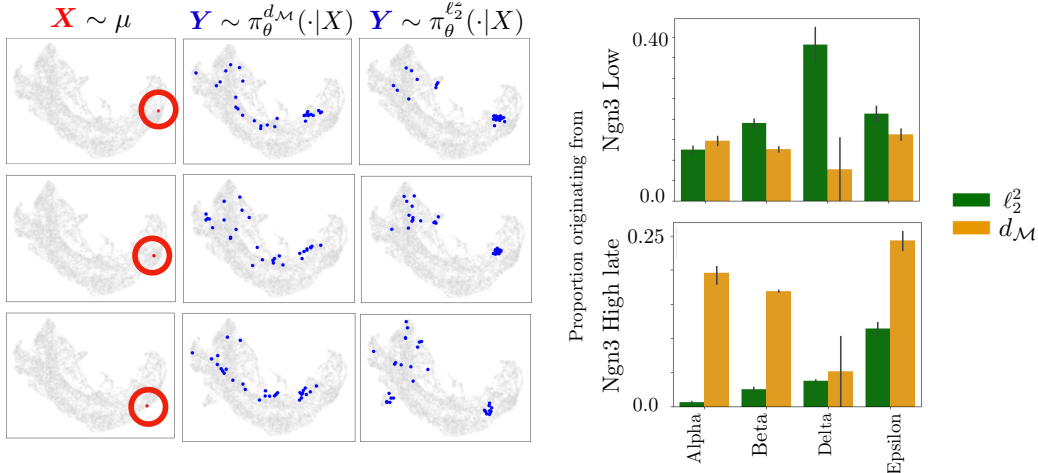 X ∼ μ
Y ∼ π_θ^{d_ℳ}(·|X)
Y ∼ π_θ^{ℓ_2^2}(·|X)
Proportion originating from
Ngn3 Low
0.40
0.0
Ngn3 High late
0.25
0.0
Alpha
Beta
Delta
Epsilon
ℓ_2^2
d_ℳ